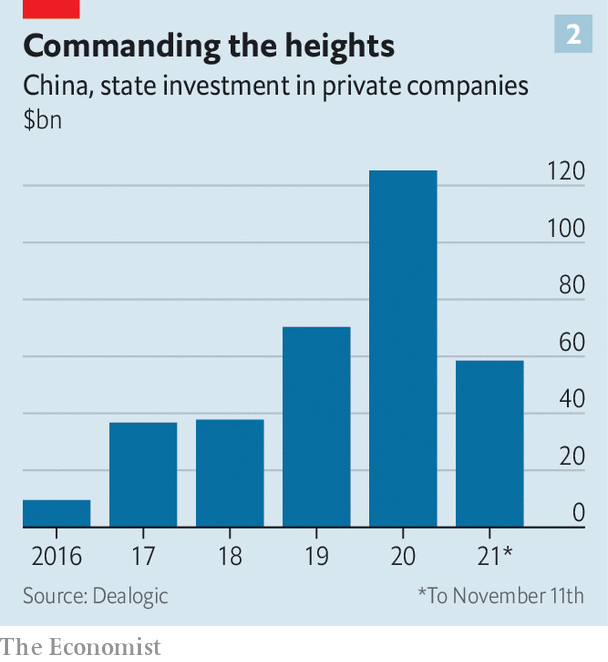 2
Commanding the heights
China, state investment in private companies
$bn
120
100
80
60
40
20
0
2016 17 18 19 20 21*
Source: Dealogic *To November 11th
The Economist